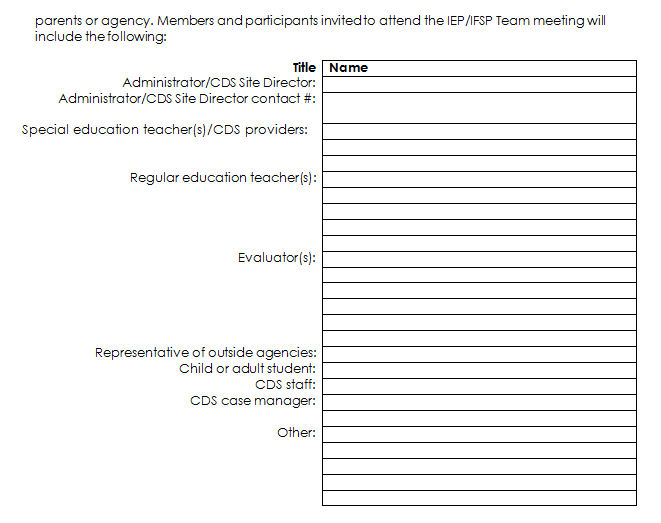 parents or agency. Members and participants invited to attend the IEP/IFSP Team meeting will
include the following:
Title Name
Administrator/CDS Site Director:
Administrator/CDS Site Director contact #:
Special education teacher(s)/CDS providers:
Regular education teacher(s):
Evaluator(s):
Representative of outside agencies:
Child or adult student:
CDS staff:
CDS case manager:
Other: